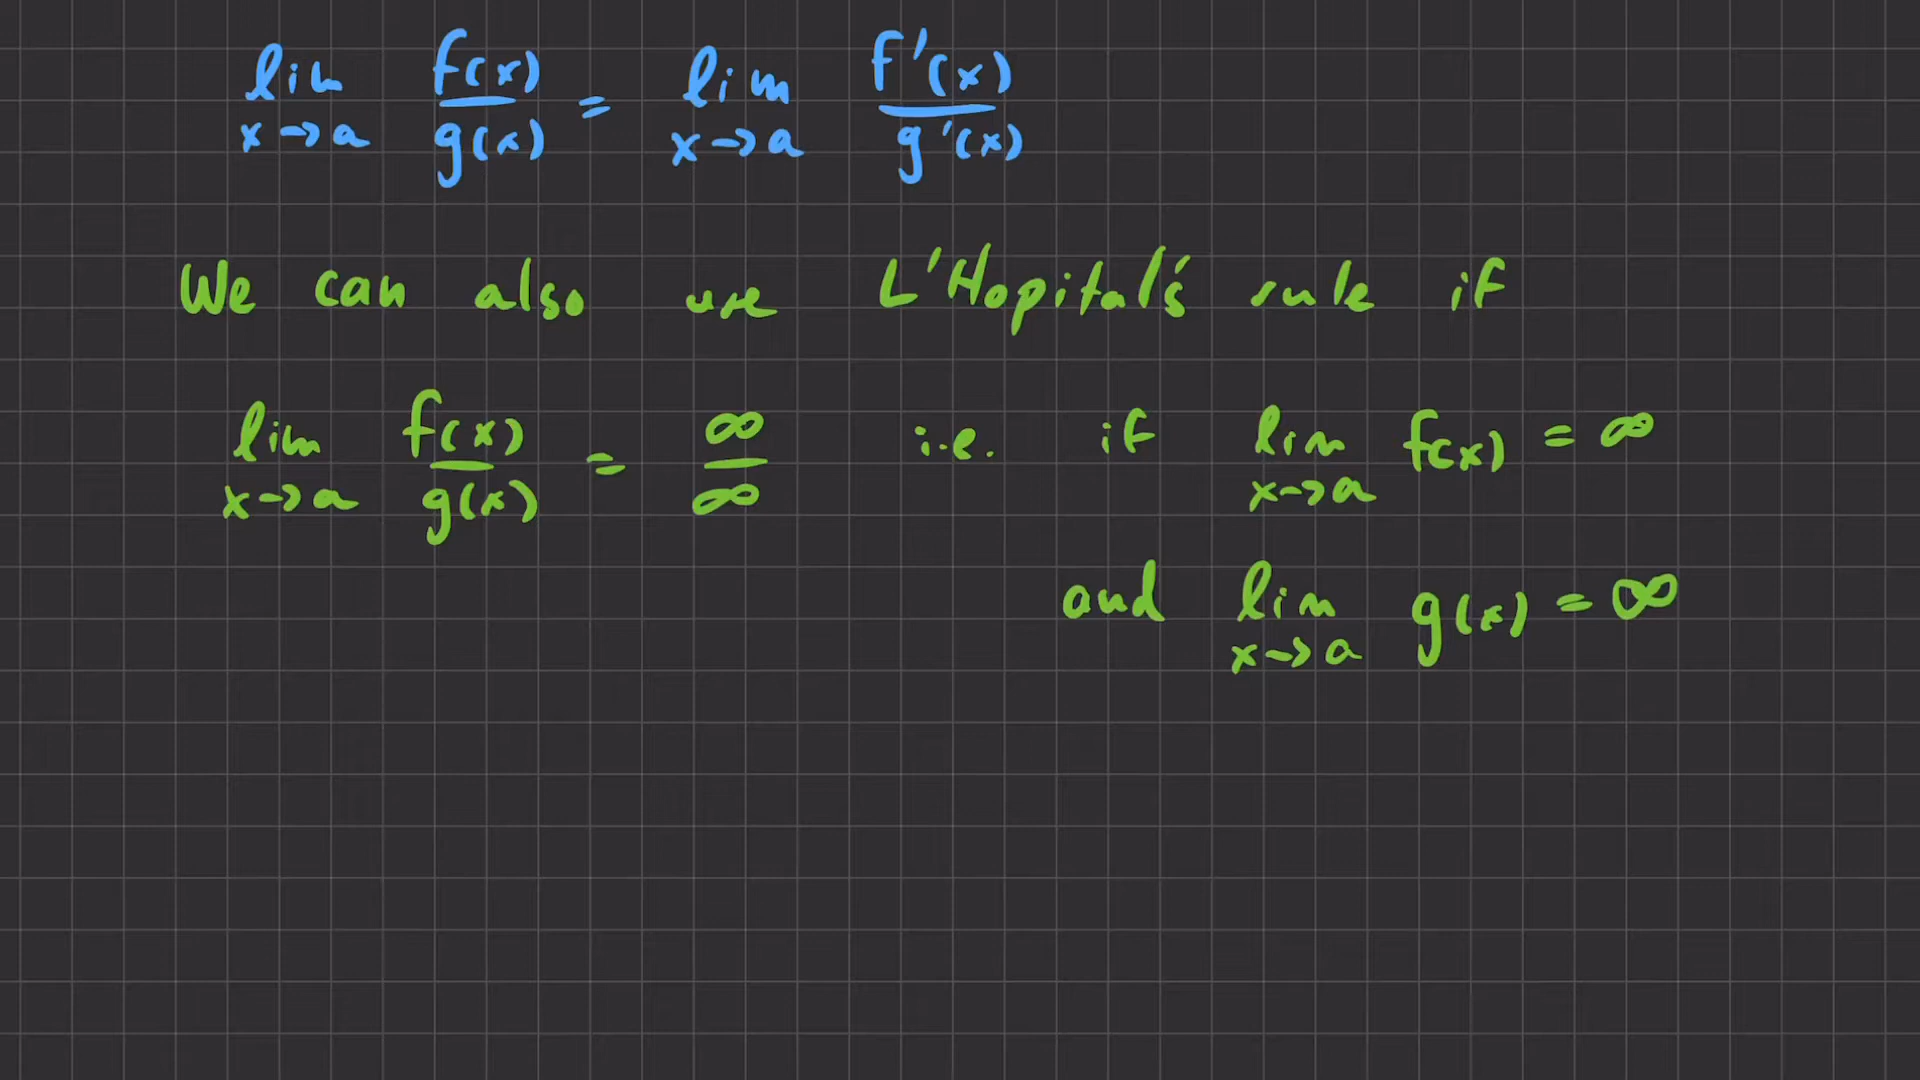 lim x→a f(x)/g(x) = lim x→a f'(x)/g'(x)
We can also use L'Hopital's rule if
lim x→a f(x)/g(x) = ∞/∞ i.e. if lim x→a f(x) = ∞
and lim x→a g(x) = ∞